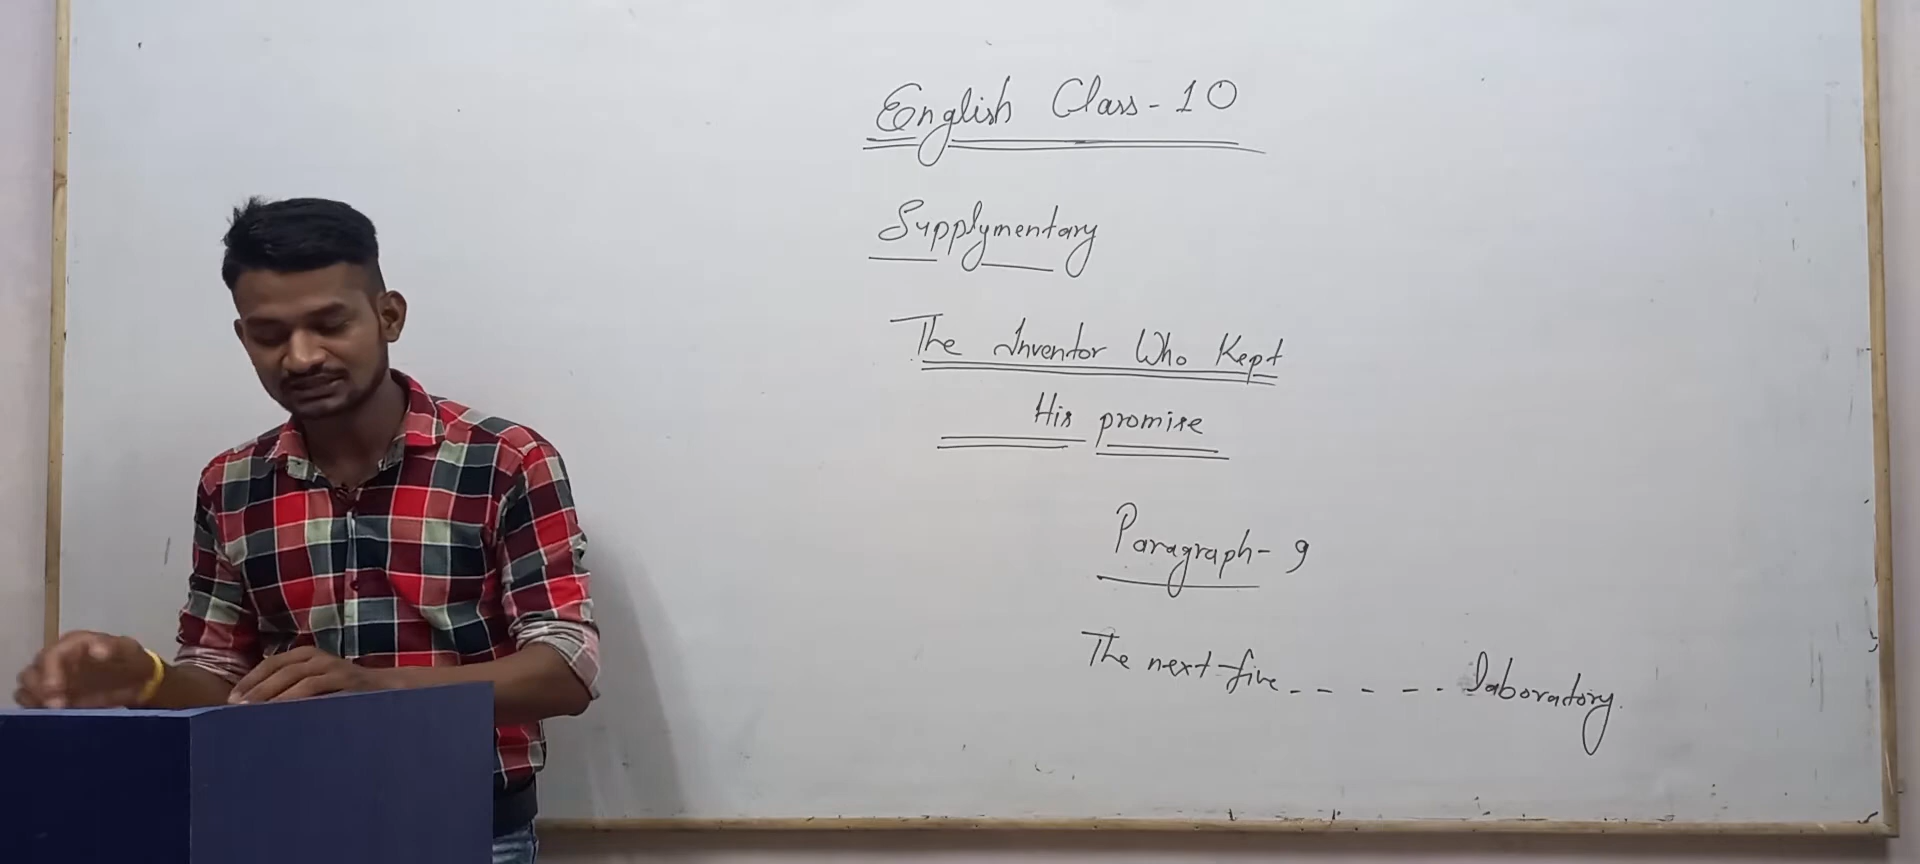 English Class - 10
Supplymentary
The Inventor Who Kept
His promise
Paragraph - 9
The next five - - - - - - laboratory.